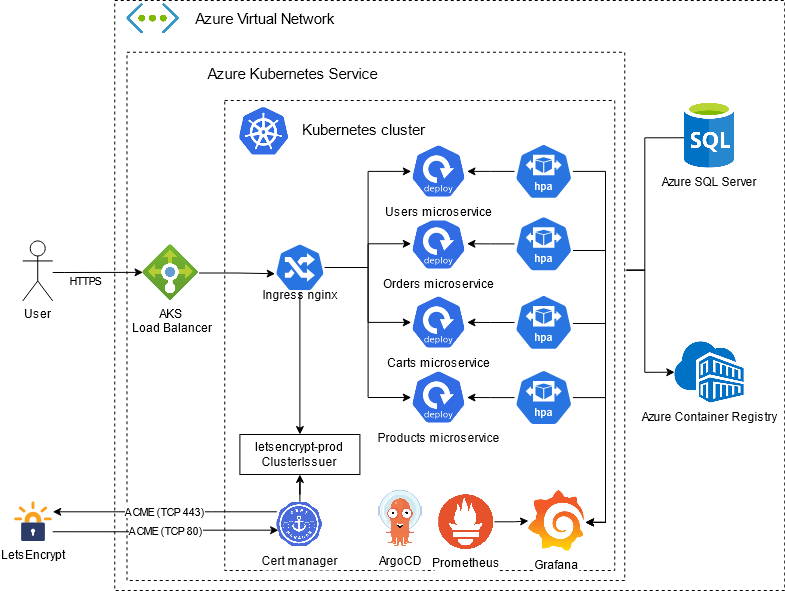 Azure Virtual Network
Azure Kubernetes Service
Kubernetes cluster
SQL
Azure SQL Server
deploy
hpa
Users microservice
deploy
hpa
Orders microservice
HTTPS
User
AKS
Load Balancer
Ingress nginx
deploy
hpa
Carts microservice
deploy
hpa
Products microservice
Azure Container Registry
letsencrypt-prod
ClusterIssuer
ACME (TCP 443)
ACME (TCP 80)
LetsEncrypt
Cert manager
ArgoCD
Prometheus
Grafana